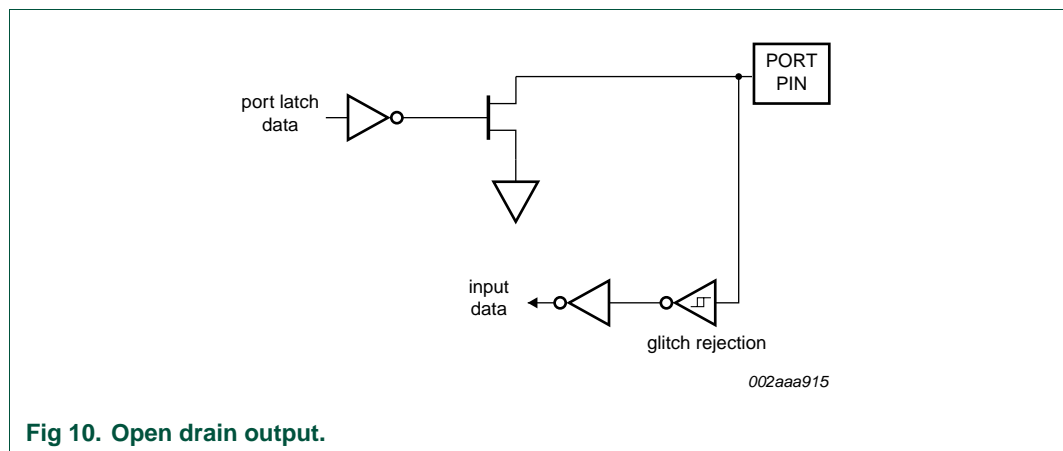 PORT
PIN
port latch
data
input
data
glitch rejection
002aaa915
Fig 10. Open drain output.